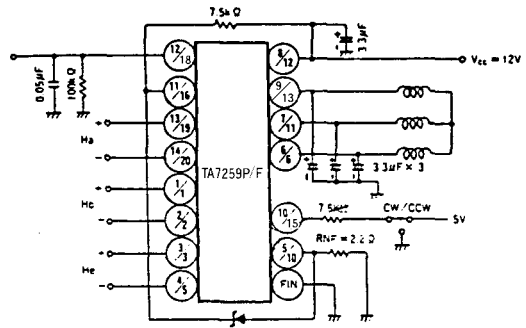 7.5k Ω
3.3μF
12/18
8/12
VCC = 12V
0.05μF
100kΩ
11/16
9/13
13/19
7/11
Ha
14/20
6/6
TA7259P/F
3.3μF × 3
1/1
Hc
2/2
10/15
7.5kΩ
CW/CCW
5V
3/3
5/10
RNF = 2.2 Ω
He
4/5
FIN
+
-
+
-
+
-